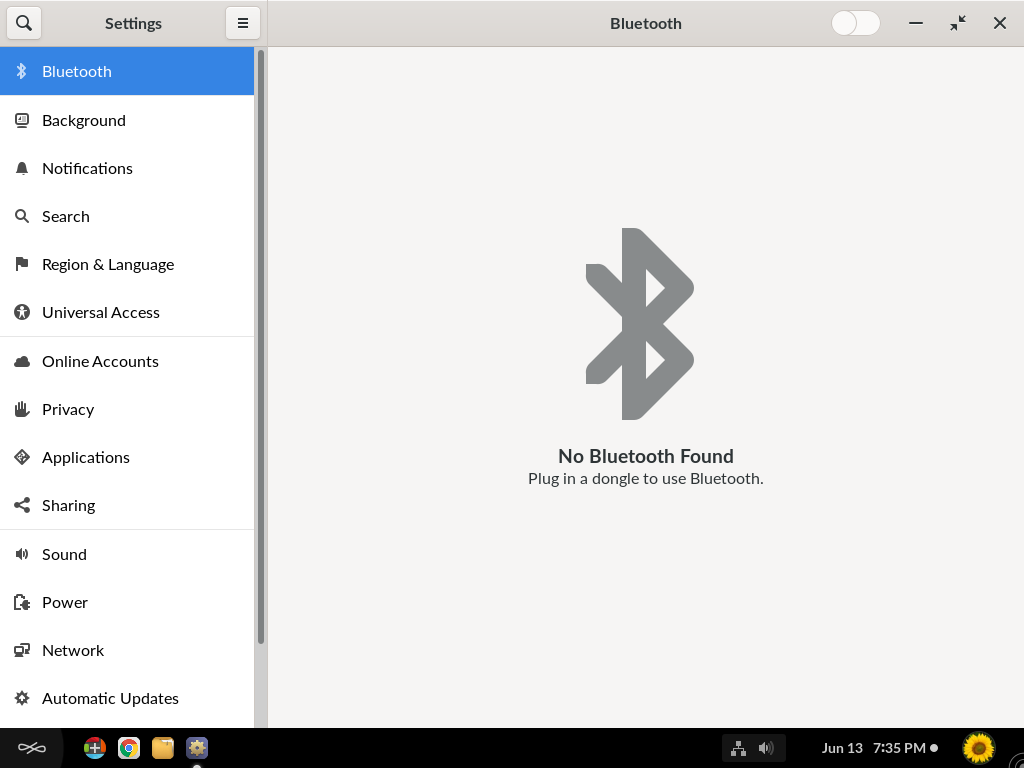 Settings
Bluetooth
Bluetooth
Background
Notifications
Search
Region & Language
Universal Access
Online Accounts
Privacy
Applications
Sharing
Sound
Power
Network
Automatic Updates
No Bluetooth Found
Plug in a dongle to use Bluetooth.
Jun 13 7:35 PM